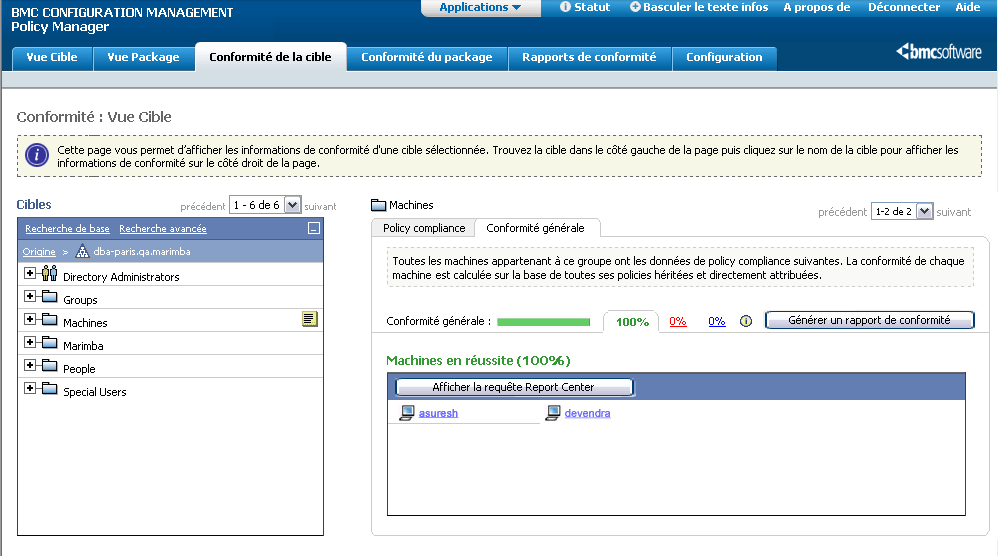 BMC CONFIGURATION MANAGEMENT
Policy Manager
Applications
Statut
Basculer le texte infos
A propos de
Déconnecter
Aide
Vue Cible
Vue Package
Conformité de la cible
Conformité du package
Rapports de conformité
Configuration
bmcsoftware
Conformité : Vue Cible
Cette page vous permet d'afficher les informations de conformité d'une cible sélectionnée. Trouvez la cible dans le côté gauche de la page puis cliquez sur le nom de la cible pour afficher les
informations de conformité sur le côté droit de la page.
Cibles
précédent 1 - 6 de 6 suivant
Recherche de base Recherche avancée
Origine > dba-paris.qa.marimba
Directory Administrators
Groups
Machines
Marimba
People
Special Users
Machines
précédent 1-2 de 2 suivant
Policy compliance
Conformité générale
Toutes les machines appartenant à ce groupe ont les données de policy compliance suivantes. La conformité de chaque
machine est calculée sur la base de toutes ses policies héritées et directement attribuées.
Conformité générale : 100% 0% 0% Générer un rapport de conformité
Machines en réussite (100%)
Afficher la requête Report Center
asuresh
devendra